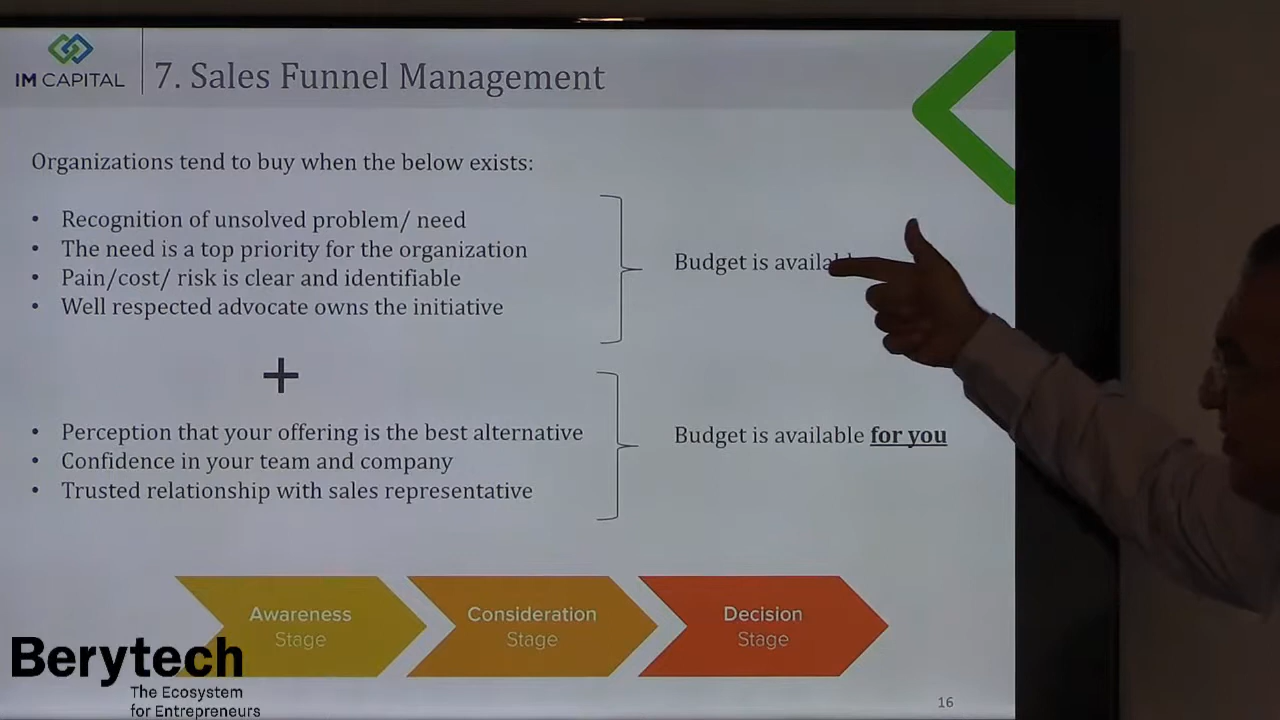 IM CAPITAL
7. Sales Funnel Management
Organizations tend to buy when the below exists:
• Recognition of unsolved problem/ need
• The need is a top priority for the organization
• Pain/cost/ risk is clear and identifiable
• Well respected advocate owns the initiative
Budget is
+
• Perception that your offering is the best alternative
• Confidence in your team and company
• Trusted relationship with sales representative
Budget is available for you
Awareness Stage
Consideration Stage
Decision Stage
Berytech
The Ecosystem
for Entrepreneurs
16